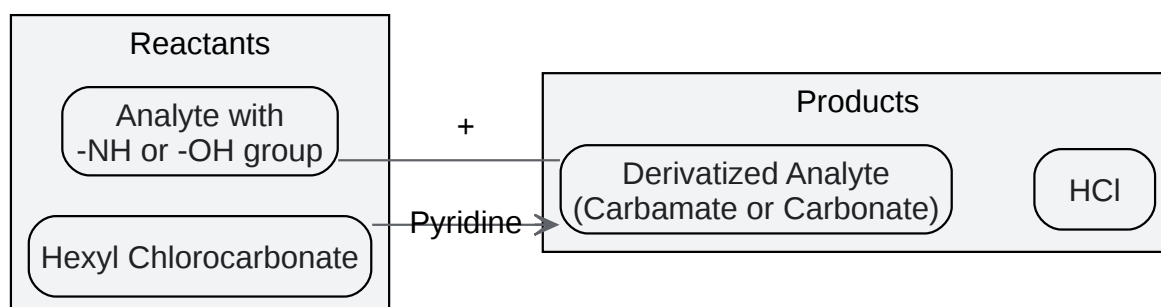 Reactants
Analyte with
-NH or -OH group
Hexyl Chlorocarbonate
+
Pyridine
Products
Derivatized Analyte
(Carbamate or Carbonate)
HCl